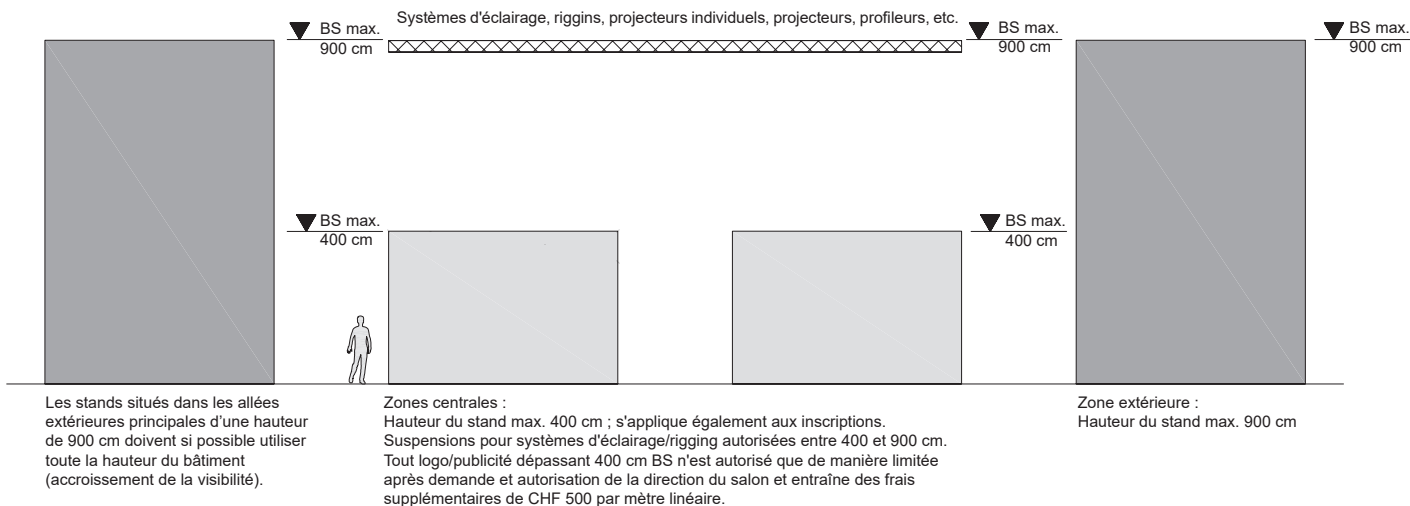 Systèmes d'éclairage, riggins, projecteurs individuels, projecteurs, profileurs, etc.
BS max.
900 cm
BS max.
900 cm
BS max.
900 cm
BS max.
400 cm
BS max.
400 cm
Les stands situés dans les allées
extérieures principales d’une hauteur
de 900 cm doivent si possible utiliser
toute la hauteur du bâtiment
(accroissement de la visibilité).
Zones centrales :
Hauteur du stand max. 400 cm ; s'applique également aux inscriptions.
Suspensions pour systèmes d'éclairage/rigging autorisées entre 400 et 900 cm.
Tout logo/publicité dépassant 400 cm BS n'est autorisé que de manière limitée
après demande et autorisation de la direction du salon et entraîne des frais
supplémentaires de CHF 500 par mètre linéaire.
Zone extérieure :
Hauteur du stand max. 900 cm